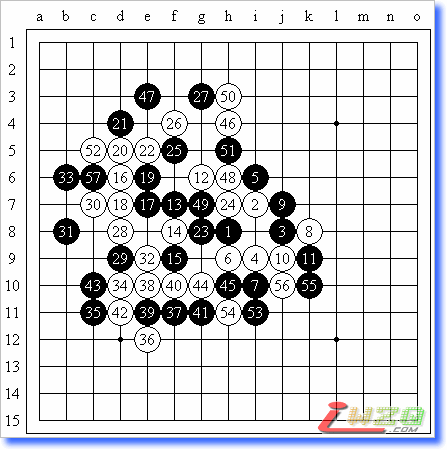 a b c d e f g h i j k l m n o
1
2
3 47 27 50
4 21 26 46
5 52 20 22 25 51
6 33 57 16 19 12 48 5
7 30 18 17 13 49 24 2 9
8 31 28 14 23 1 3 8
9 29 32 15 6 4 10 11
10 43 34 38 40 44 45 7 56 55
11 35 42 39 37 41 54 53
12 36
13
14
15
iWZQ
.COM